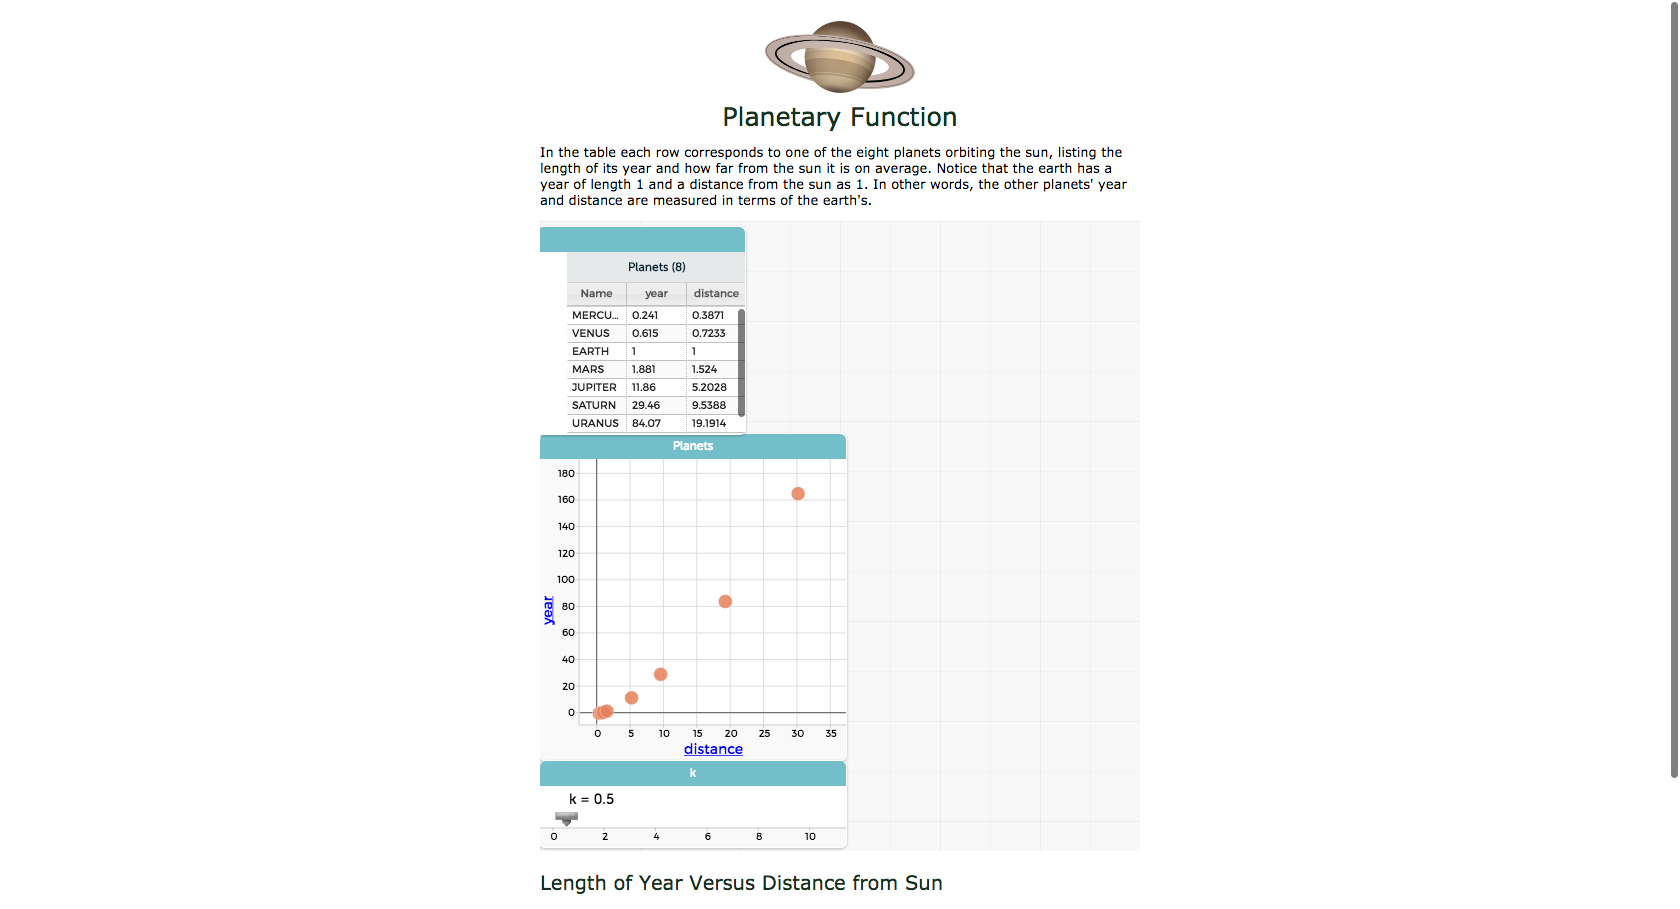 Planetary Function
In the table each row corresponds to one of the eight planets orbiting the sun, listing the
length of its year and how far from the sun it is on average. Notice that the earth has a
year of length 1 and a distance from the sun as 1. In other words, the other planets' year
and distance are measured in terms of the earth's.
Planets (8)
Name year distance
MERCU... 0.241 0.3871
VENUS 0.615 0.7233
EARTH 1 1
MARS 1.881 1.524
JUPITER 11.86 5.2028
SATURN 29.46 9.5388
URANUS 84.07 19.1914
Planets
180
160
140
120
100
80
60
40
20
0
year
0 5 10 15 20 25 30 35
distance
k
k = 0.5
0 2 4 6 8 10
Length of Year Versus Distance from Sun